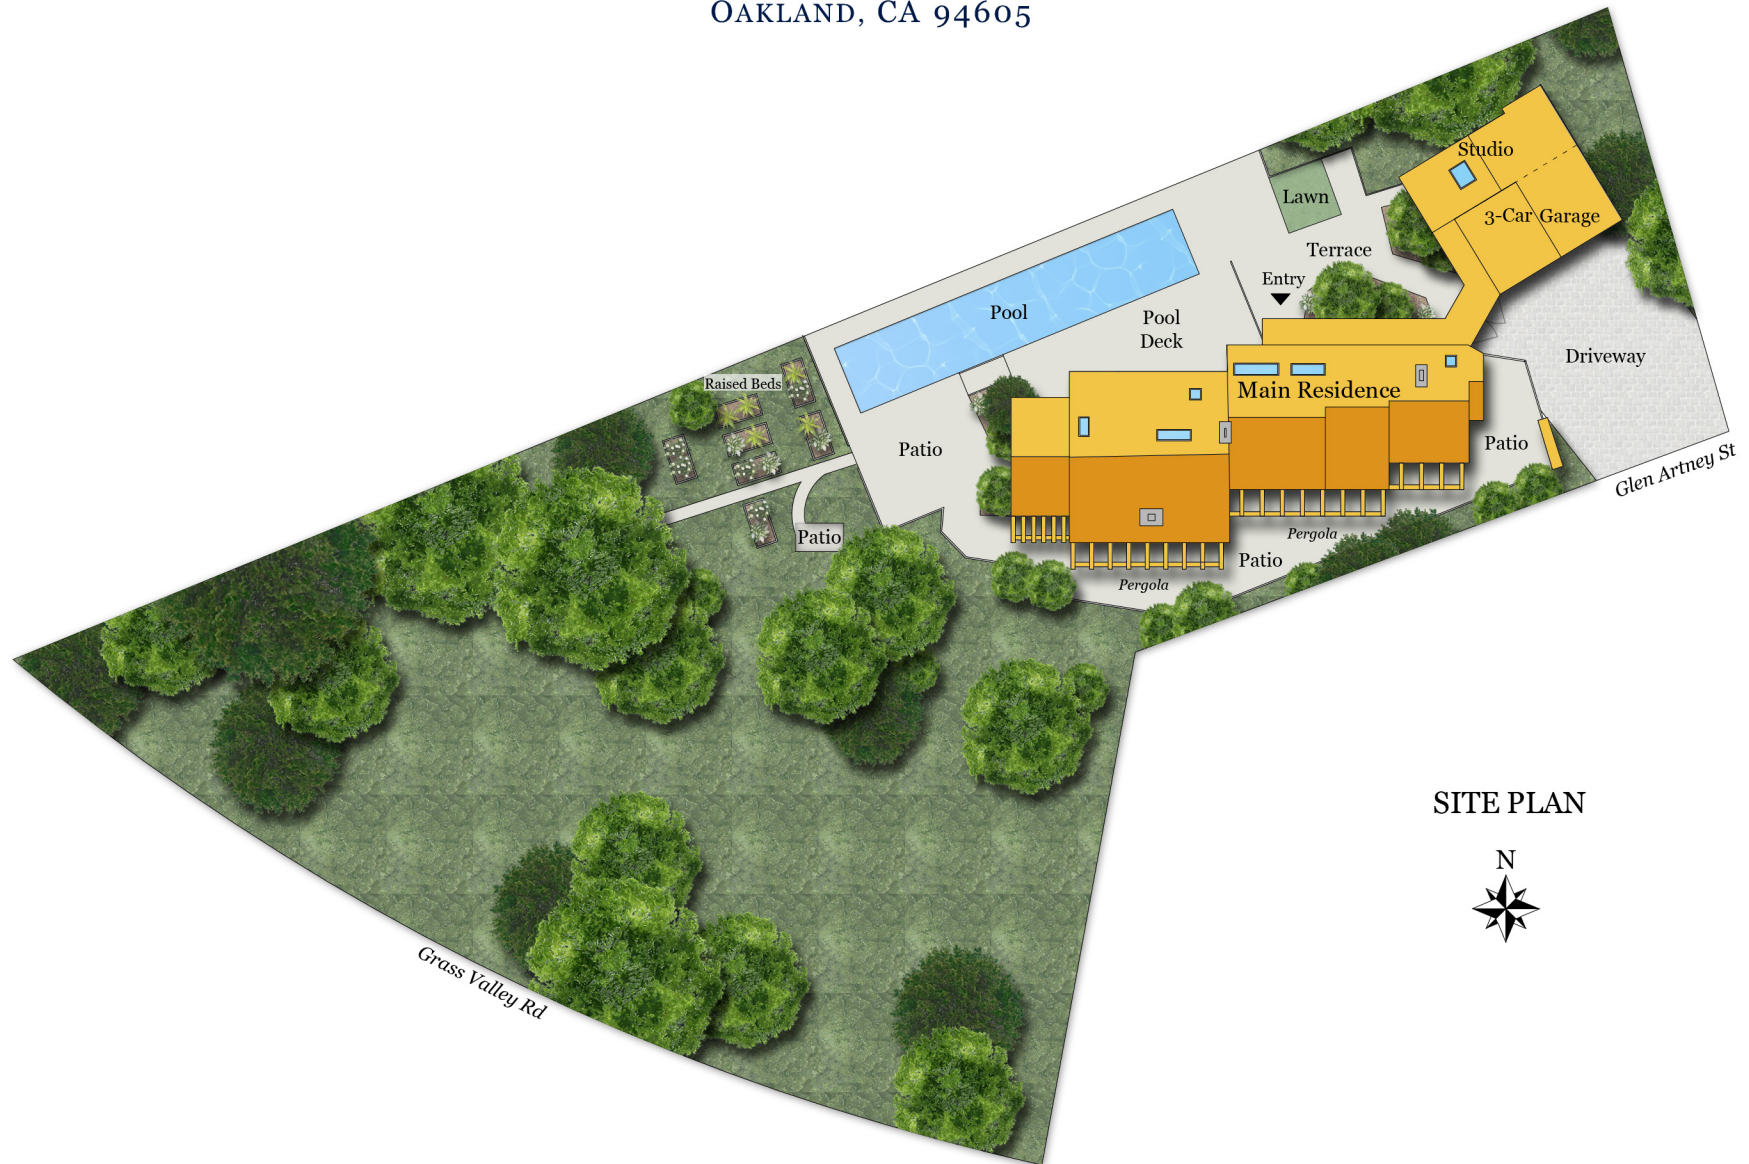 OAKLAND, CA 94605
Studio
Lawn
3-Car Garage
Terrace
Entry
Pool
Pool
Deck
Driveway
Raised Beds
Main Residence
Patio
Patio
Glen Artney St
Patio
Pergola
Patio
Pergola
SITE PLAN
N
Grass Valley Rd